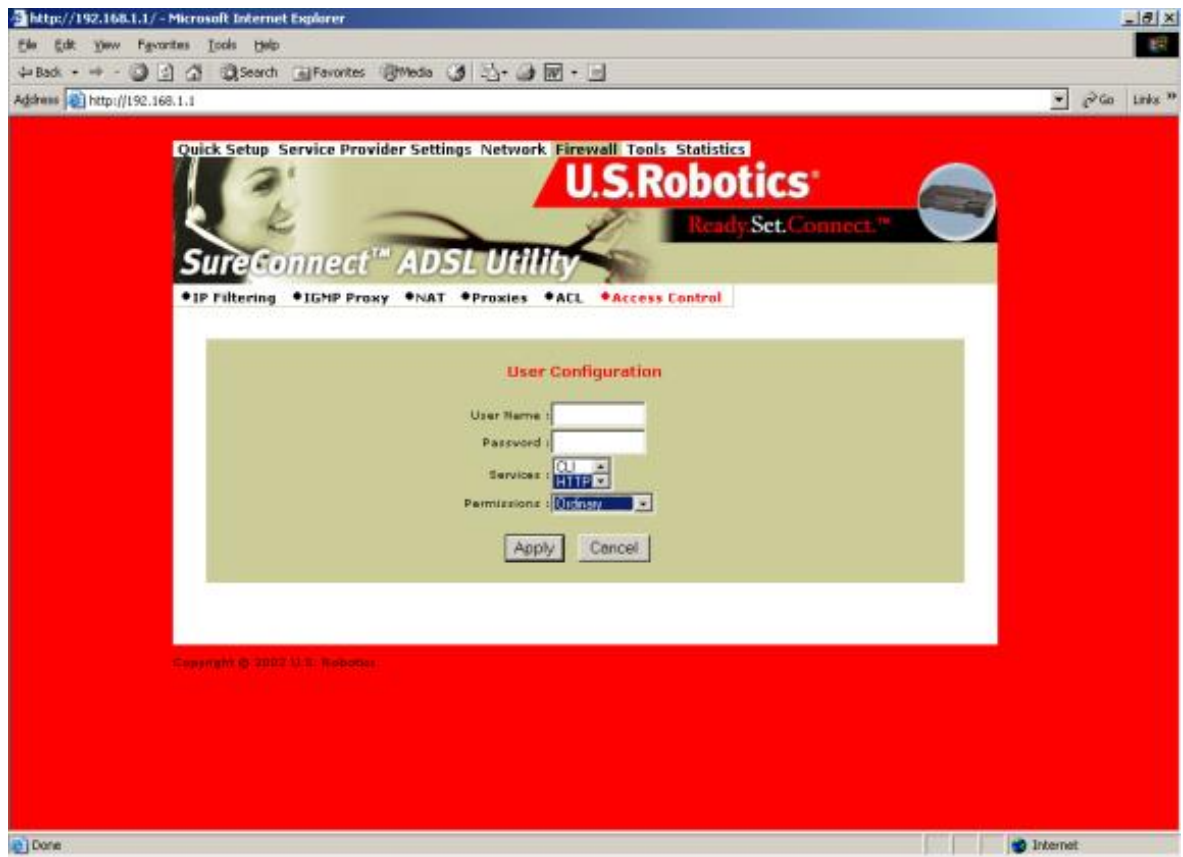 http://192.168.1.1/ - Microsoft Internet Explorer
File Edit View Favorites Tools Help
Back Search Favorites Media
Address http://192.168.1.1 Go Links »
Quick Setup Service Provider Settings Network Firewall Tools Statistics
U.S.Robotics®
Ready.Set.Connect.™
SureConnect™ ADSL Utility
IP Filtering IGMP Proxy NAT Proxies ACL Access Control
User Configuration
User Name :
Password :
Services : CLI
HTTP
Permissions : Ordinary
Apply Cancel
Copyright © 2002 U.S. Robotics
Done Internet